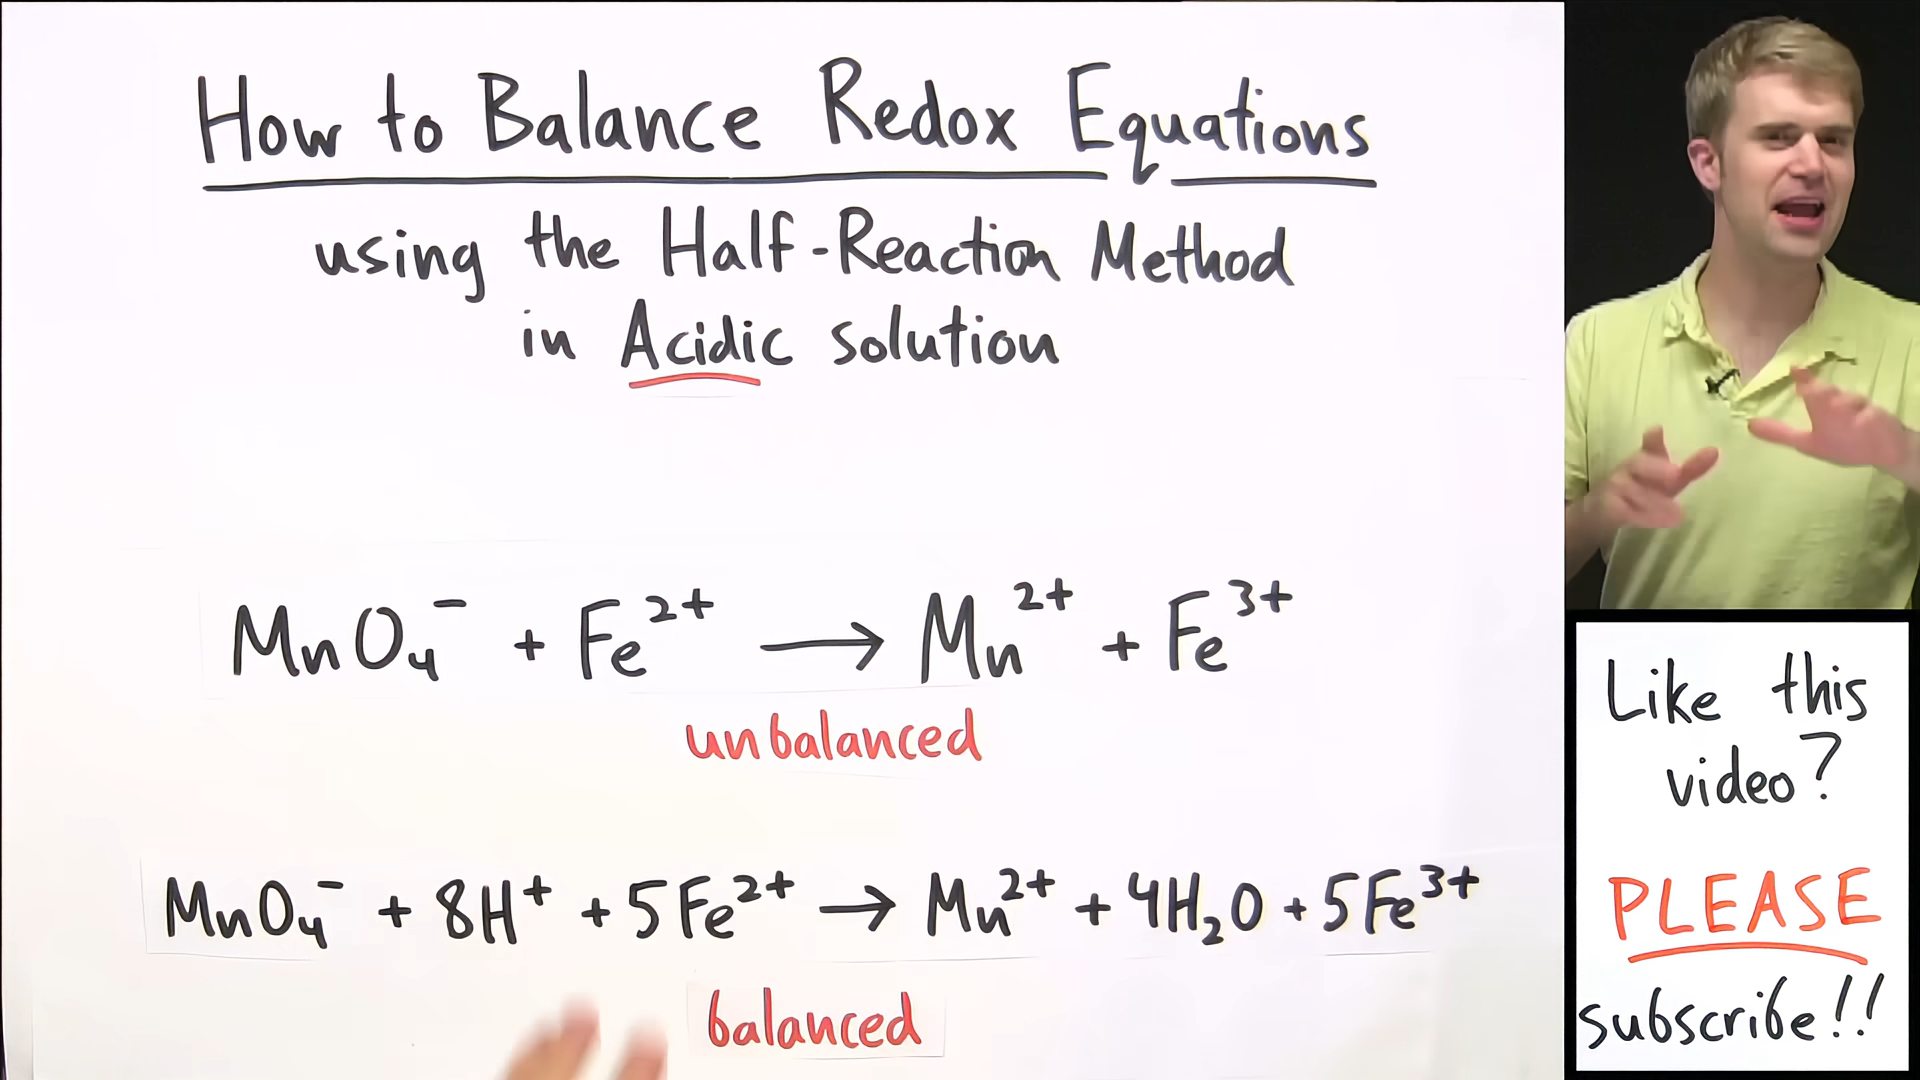 How to Balance Redox Equations
using the Half-Reaction Method
in Acidic solution
MnO₄⁻ + Fe²⁺ → Mn²⁺ + Fe³⁺
unbalanced
MnO₄⁻ + 8H⁺ + 5Fe²⁺ → Mn²⁺ + 4H₂O + 5Fe³⁺
balanced
Like this
video?
PLEASE
subscribe!!